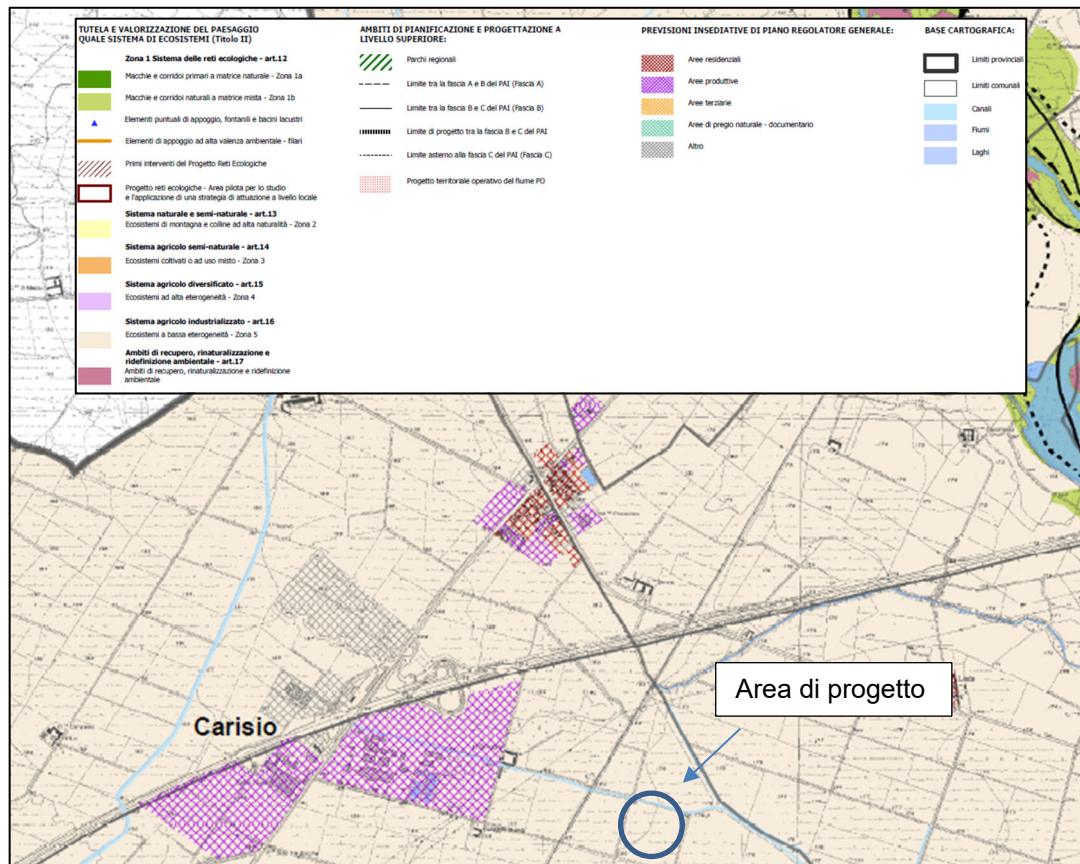 TUTELA E VALORIZZAZIONE DEL PAESAGGIO
QUALE SISTEMA DI ECOSISTEMI (Titolo II)
Zona 1 Sistema delle reti ecologiche - art.12
Macchie e corridoi primari a matrice naturale - Zona 1a
Macchie e corridoi naturali a matrice mista - Zona 1b
Elementi puntuali di appoggio, fontanili e bacini lacustri
Elementi di appoggio ad alta valenza ambientale - filari
Primi interventi del Progetto Reti Ecologiche
Progetto reti ecologiche - Area pilota per lo studio
e l'applicazione di una strategia di attuazione a livello locale
Sistema naturale e semi-naturale - art.13
Ecosistemi di montagna e colline ad alta naturalità - Zona 2
Sistema agricolo semi-naturale - art.14
Ecosistemi coltivati o ad uso misto - Zona 3
Sistema agricolo diversificato - art.15
Ecosistemi ad alta eterogeneità - Zona 4
Sistema agricolo industrializzato - art.16
Ecosistemi a bassa eterogeneità - Zona 5
Ambiti di recupero, rinaturalizzazione e
ridefinizione ambientale - art.17
Ambiti di recupero, rinaturalizzazione e ridefinizione
ambientale
AMBITI DI PIANIFICAZIONE E PROGETTAZIONE A
LIVELLO SUPERIORE:
Parchi regionali
Limite tra la fascia A e B del PAI (Fascia A)
Limite tra la fascia B e C del PAI (Fascia B)
Limite di progetto tra la fascia B e C del PAI
Limite asterno alla fascia C del PAI (Fascia C)
Progetto territoriale operativo del fiume PO
PREVISIONI INSEDIATIVE DI PIANO REGOLATORE GENERALE:
Aree residenziali
Aree produttive
Aree terziarie
Aree di pregio naturale - documentario
Altro
BASE CARTOGRAFICA:
Limiti provinciali
Limiti comunali
Canali
Fiumi
Laghi
Area di progetto
Carisio